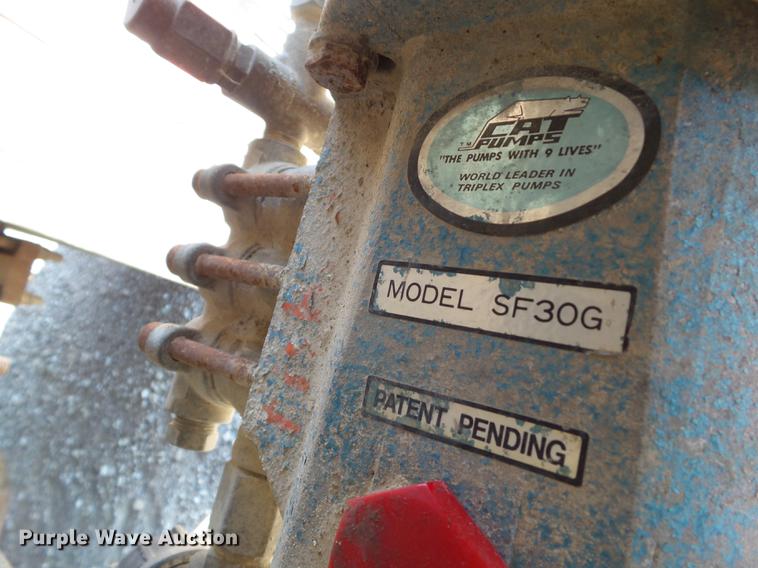 CAT
TM PUMPS
"THE PUMPS WITH 9 LIVES"
WORLD LEADER IN
TRIPLEX PUMPS
MODEL SF30G
PATENT PENDING
Purple Wave Auction